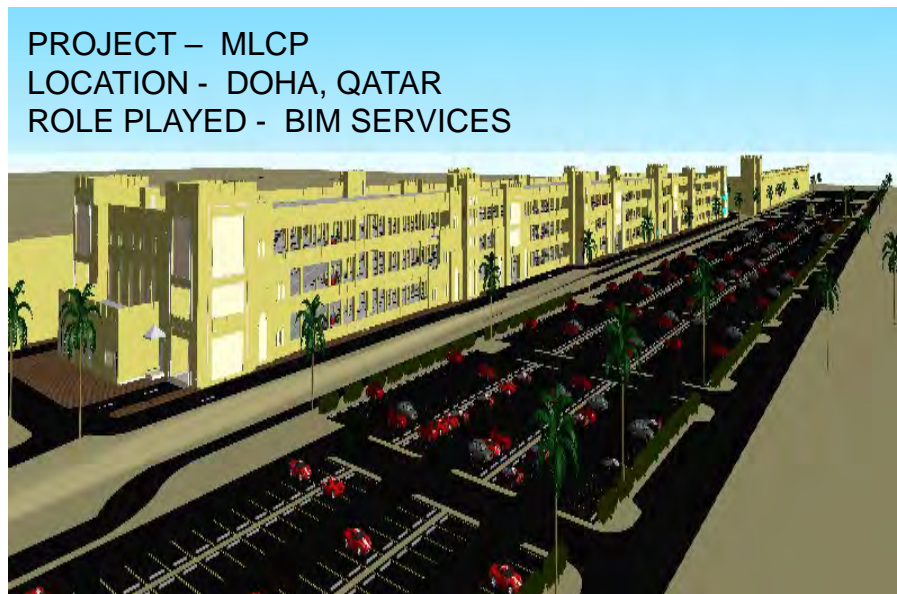 PROJECT – MLCP
LOCATION - DOHA, QATAR
ROLE PLAYED - BIM SERVICES